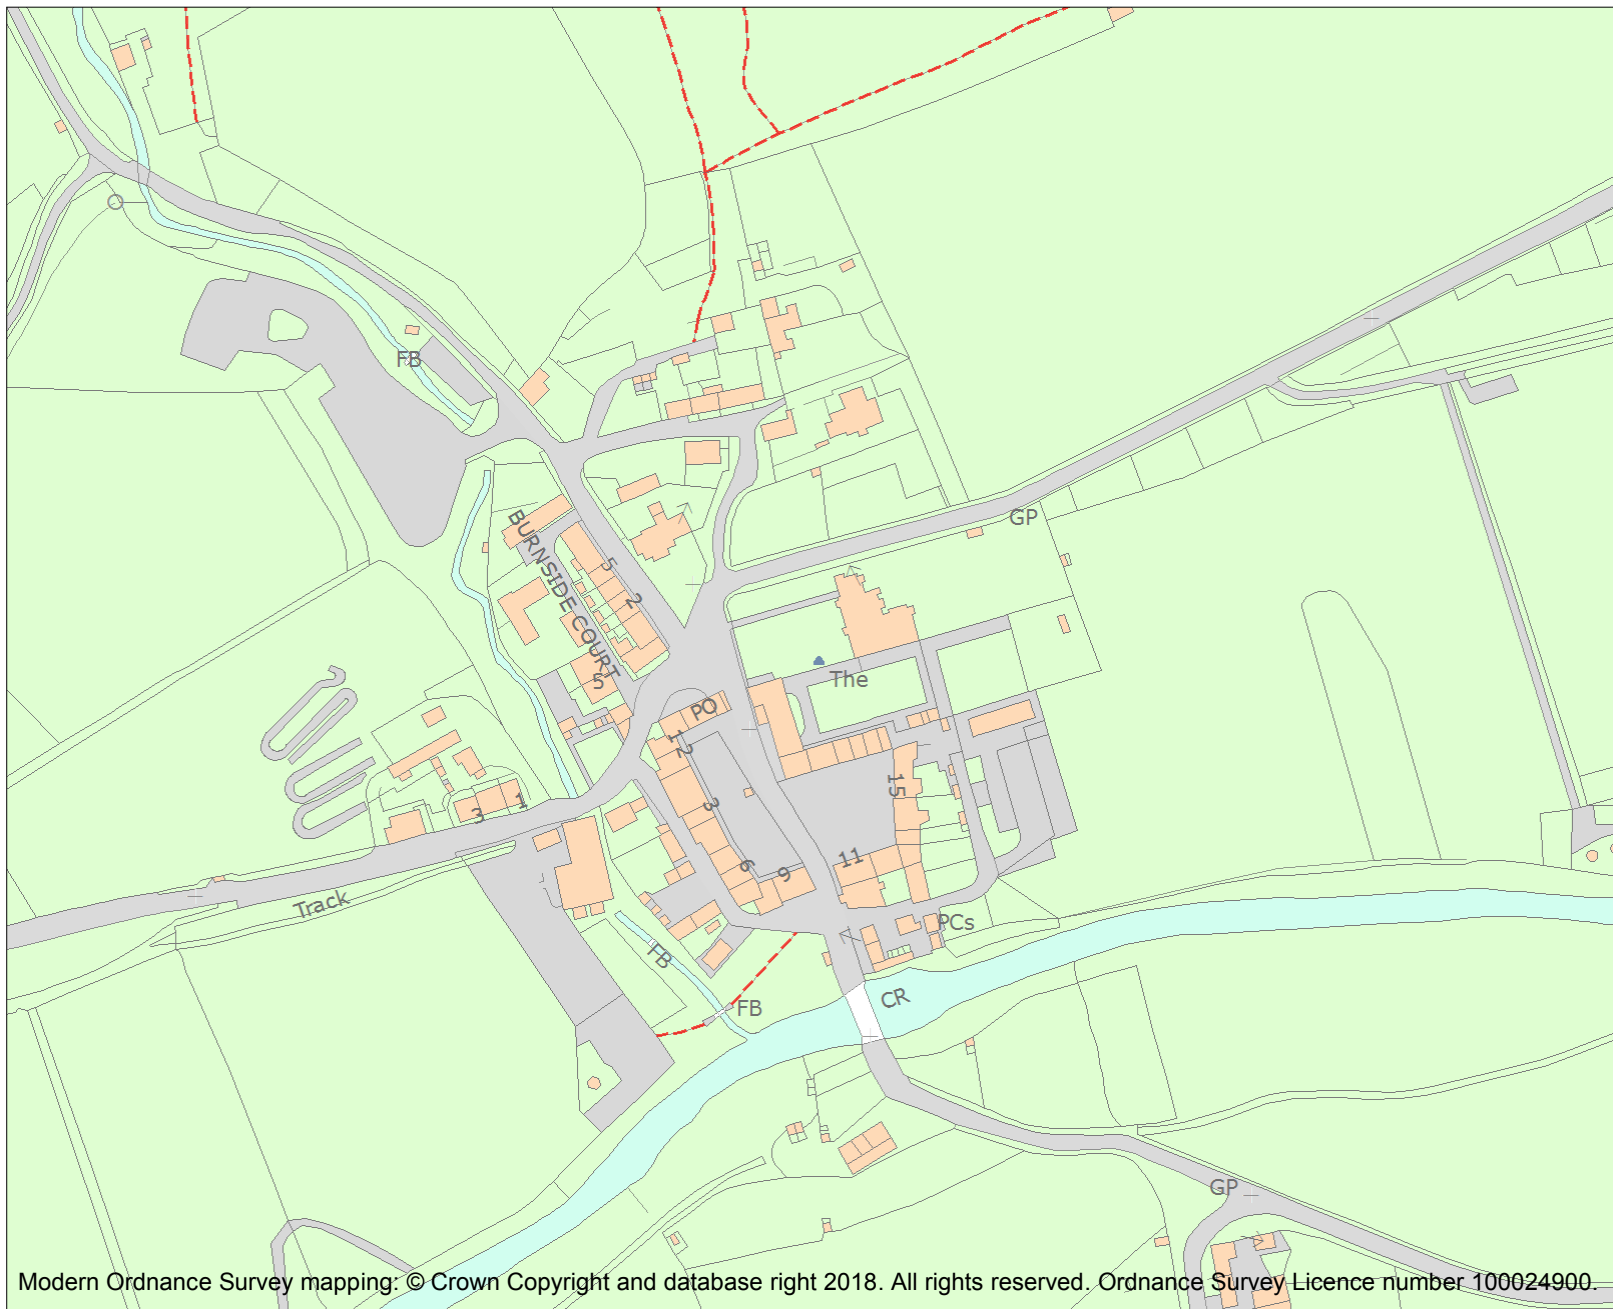 FB
GP
BURNSIDE COURT
5
2
5
The
PO
12
15
3
1
3
11
6
9
Track
PCs
FB
CR
FB
GP
Modern Ordnance Survey mapping: © Crown Copyright and database right 2018. All rights reserved. Ordnance Survey Licence number 100024900.